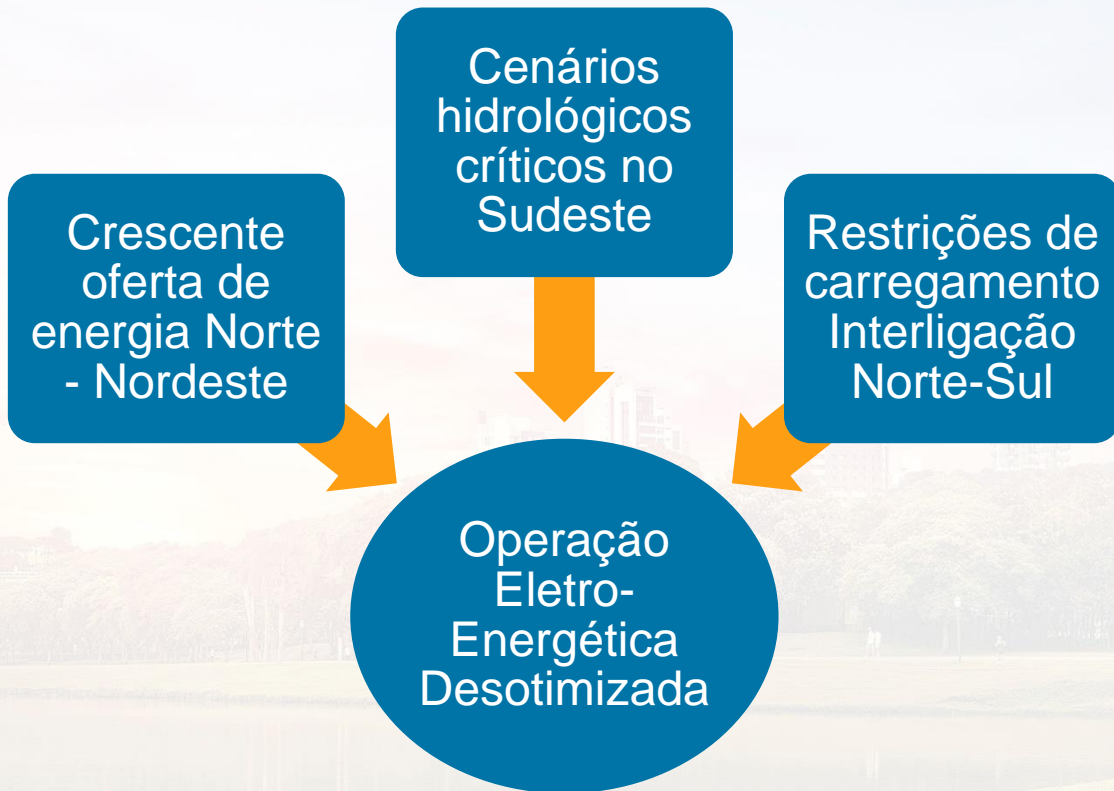 Crescente
oferta de
energia Norte
- Nordeste
Cenários
hidrológicos
críticos no
Sudeste
Restrições de
carregamento
Interligação
Norte-Sul
Operação
Eletro-
Energética
Desotimizada